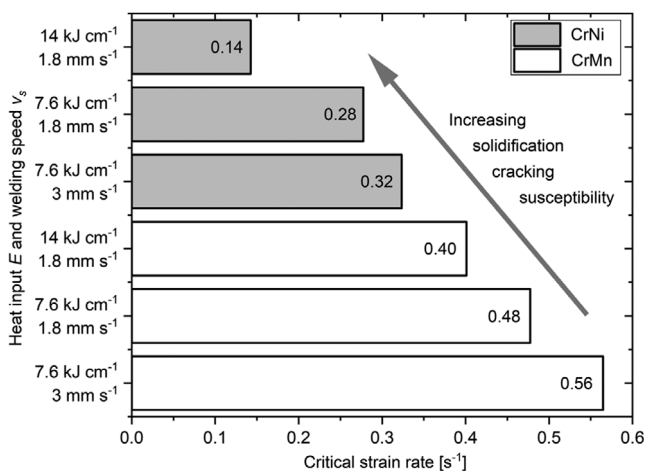 14 kJ cm⁻¹
1.8 mm s⁻¹
7.6 kJ cm⁻¹
1.8 mm s⁻¹
7.6 kJ cm⁻¹
3 mm s⁻¹
14 kJ cm⁻¹
1.8 mm s⁻¹
7.6 kJ cm⁻¹
1.8 mm s⁻¹
7.6 kJ cm⁻¹
3 mm s⁻¹
Heat input E and welding speed vₛ
0.14
0.28
0.32
0.40
0.48
0.56
CrNi
CrMn
Increasing
solidification
cracking
susceptibility
0.0 0.1 0.2 0.3 0.4 0.5 0.6
Critical strain rate [s⁻¹]